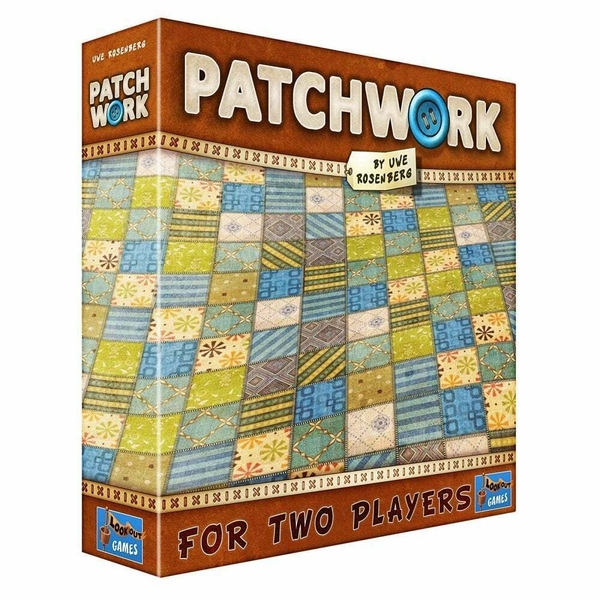 UWE ROSENBERG
PATCH
WORK
PATCHWORK
BY UWE
ROSENBERG
LOOKOUT
GAMES
FOR TWO PLAYERS
LOOKOUT
GAMES